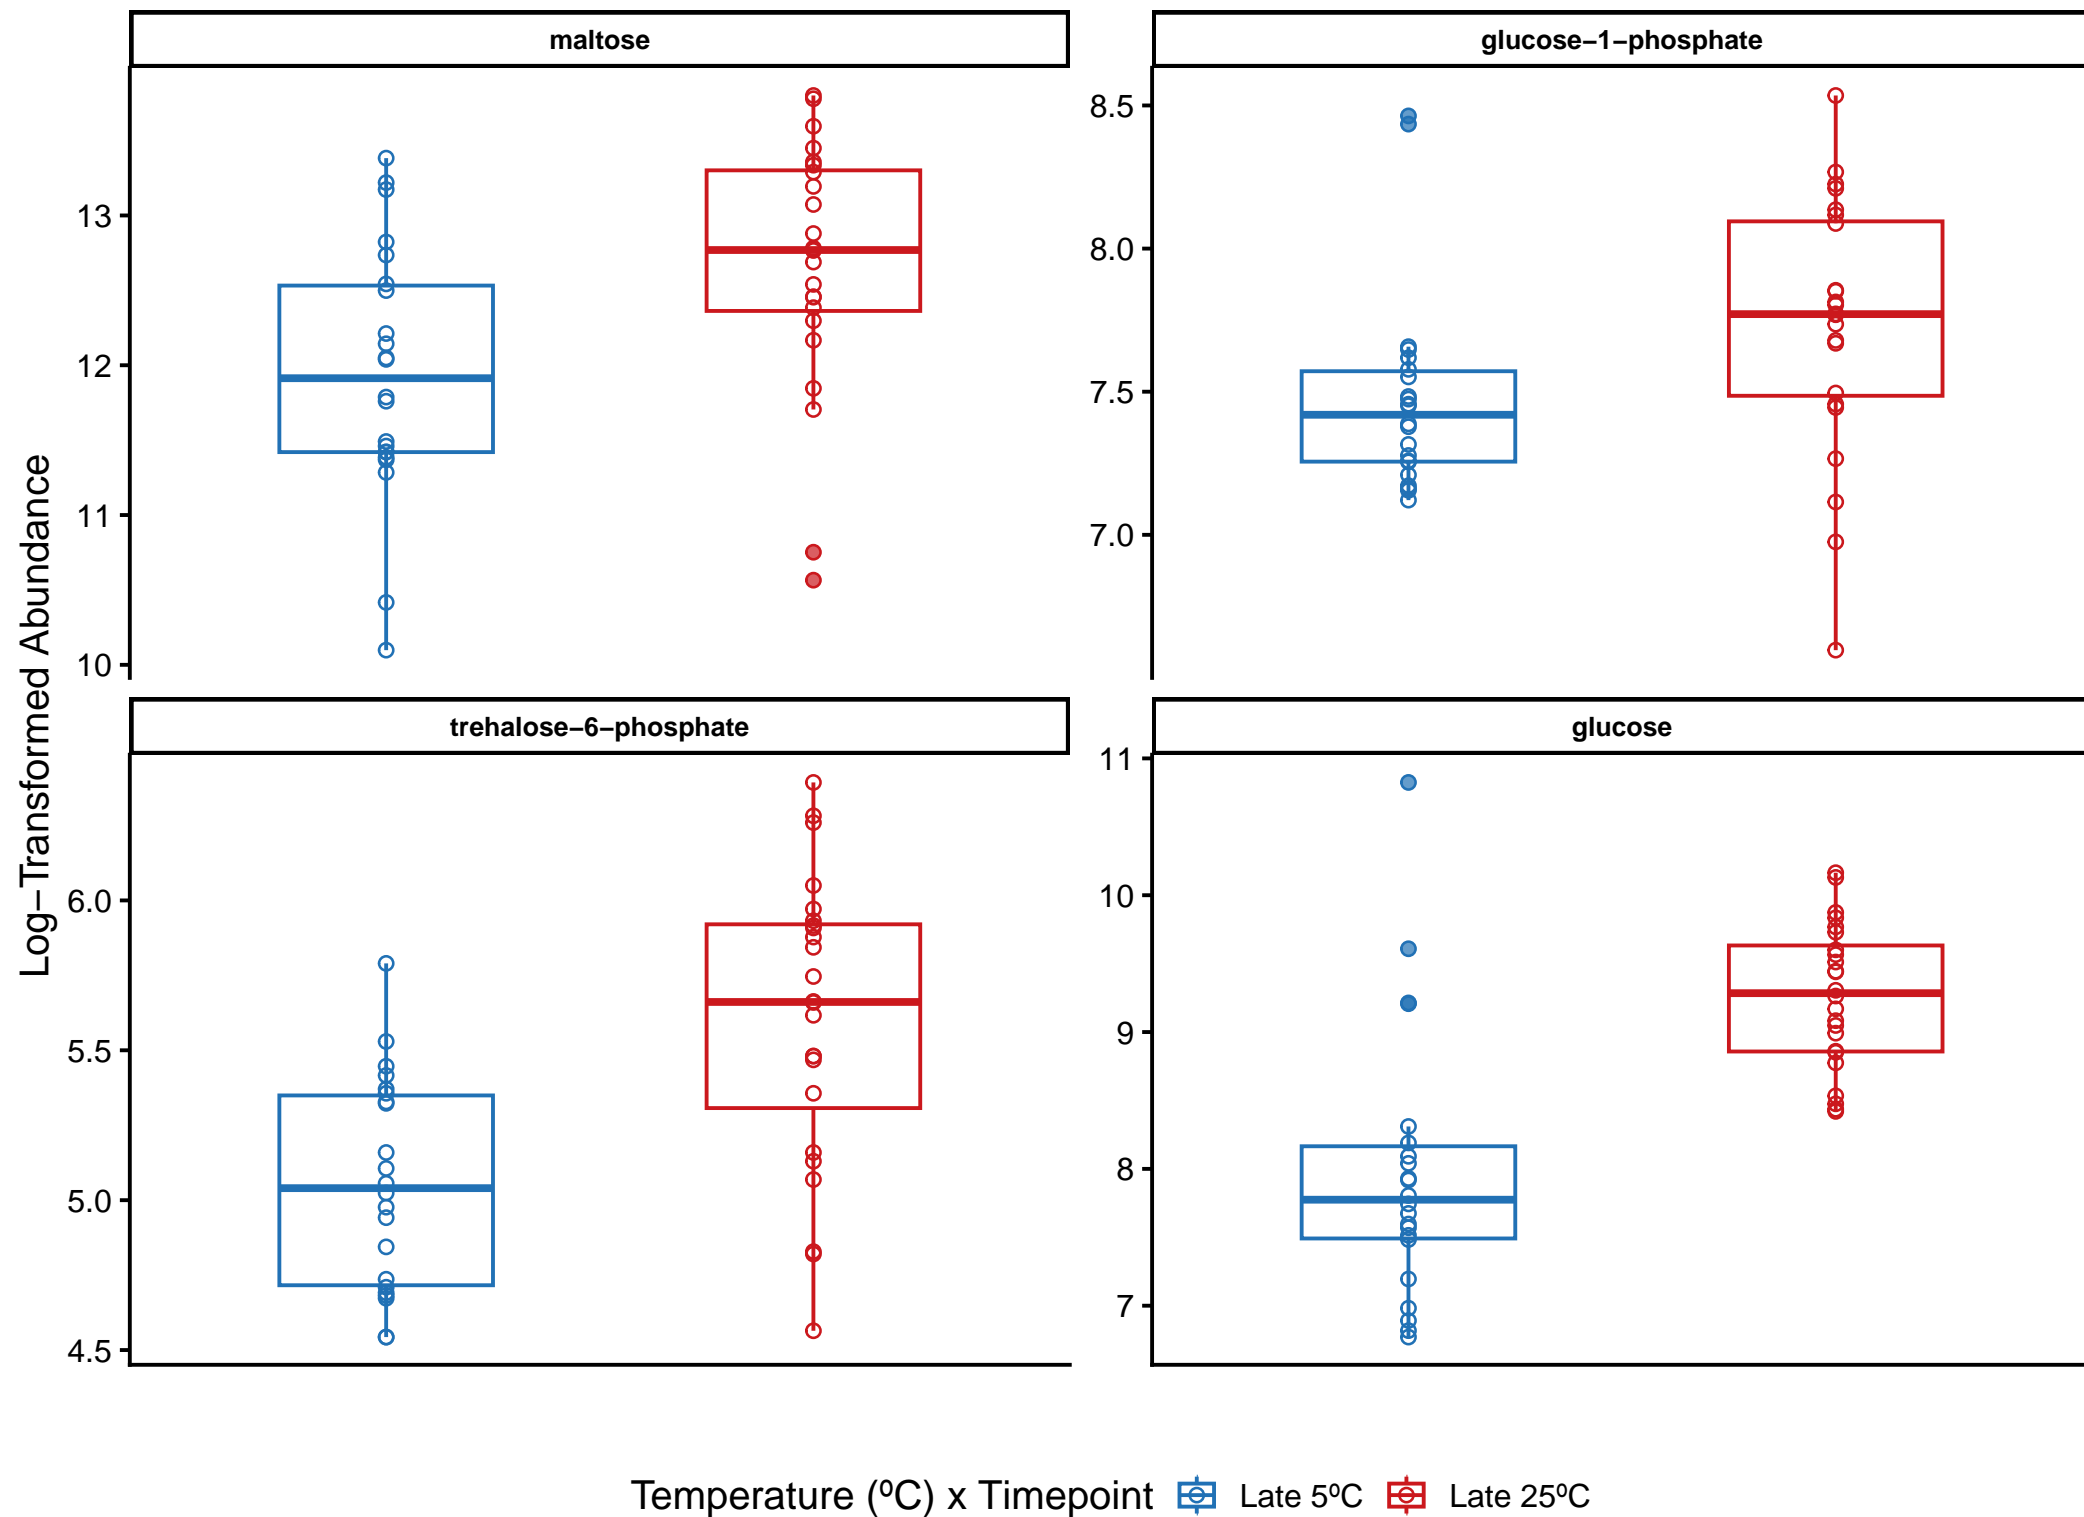 maltose
glucose−1−phosphate
13
12
11
10
8.5
8.0
7.5
7.0
Log−Transformed Abundance
trehalose−6−phosphate
glucose
6.0
5.5
5.0
4.5
11
10
9
8
7
Temperature (ºC) x Timepoint Late 5ºC Late 25ºC